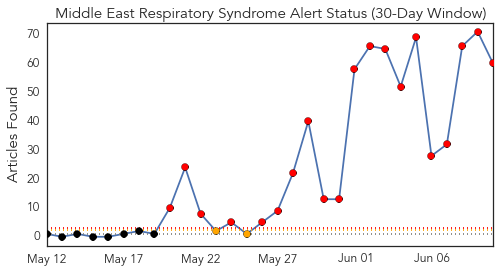 Middle East Respiratory Syndrome Alert Status (30-Day Window)
Articles Found
70
60
50
40
30
20
10
0
May 12 May 17 May 22 May 27 Jun 01 Jun 06